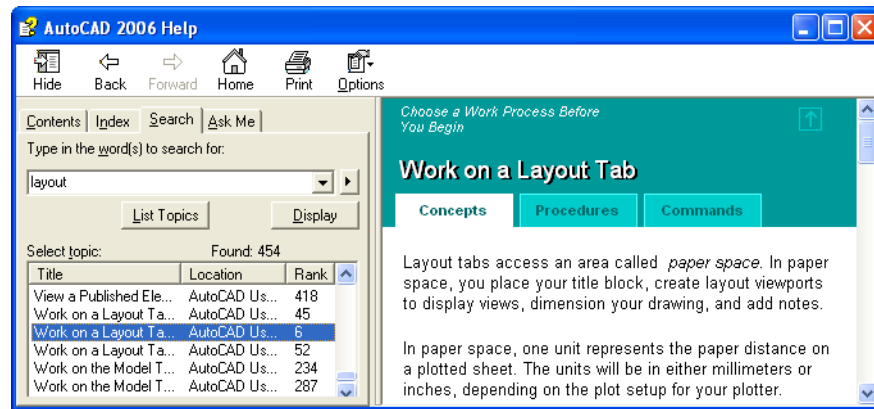 AutoCAD 2006 Help
Hide Back Forward Home Print Options
Contents Index Search Ask Me
Type in the word(s) to search for:
layout
List Topics Display
Select topic: Found: 454
Title Location Rank
View a Published Ele... AutoCAD Us... 418
Work on a Layout Ta... AutoCAD Us... 45
Work on a Layout Ta... AutoCAD Us... 6
Work on a Layout Ta... AutoCAD Us... 52
Work on the Model T... AutoCAD Us... 234
Work on the Model T... AutoCAD Us... 287
Choose a Work Process Before
You Begin
Work on a Layout Tab
Concepts Procedures Commands
Layout tabs access an area called paper space. In paper
space, you place your title block, create layout viewports
to display views, dimension your drawing, and add notes.
In paper space, one unit represents the paper distance on
a plotted sheet. The units will be in either millimeters or
inches, depending on the plot setup for your plotter.